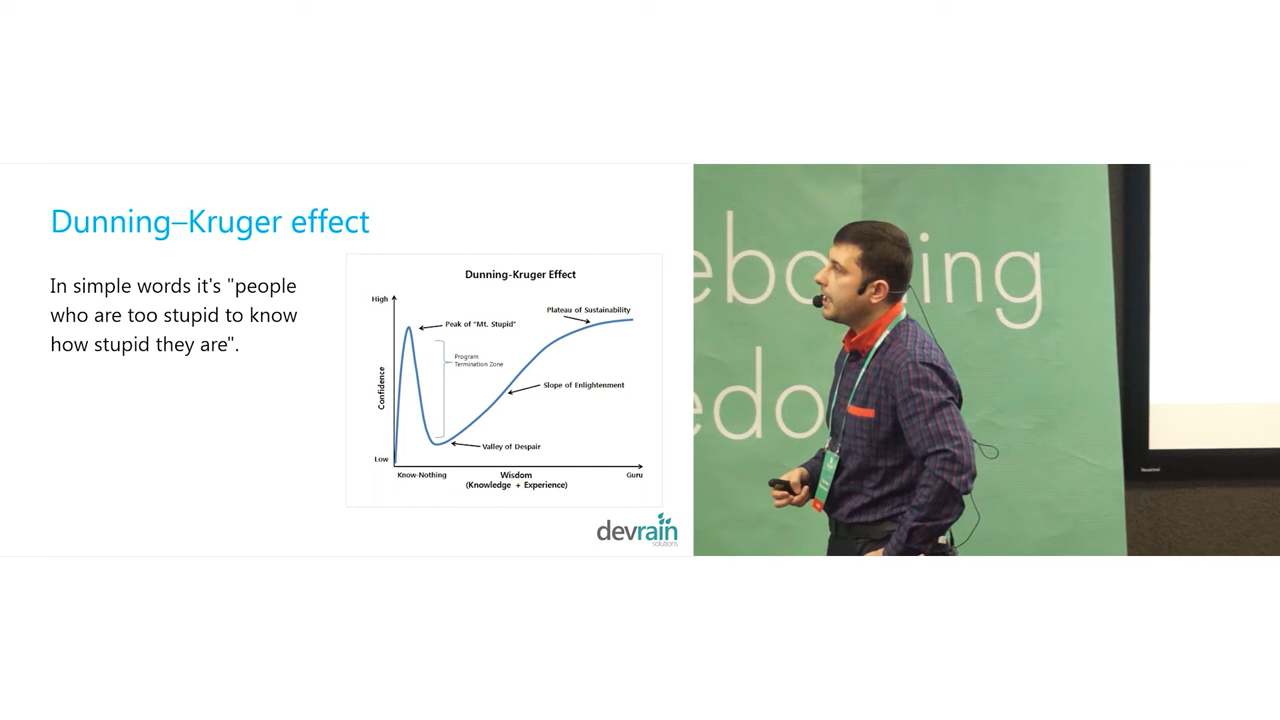 Dunning–Kruger effect
In simple words it's "people
who are too stupid to know
how stupid they are".
Dunning-Kruger Effect
High
Plateau of Sustainability
Peak of "Mt. Stupid"
Program
Termination Zone
Confidence
Slope of Enlightenment
Valley of Despair
Low
Know-Nothing
Wisdom
Guru
(Knowledge + Experience)
devrain
solutions